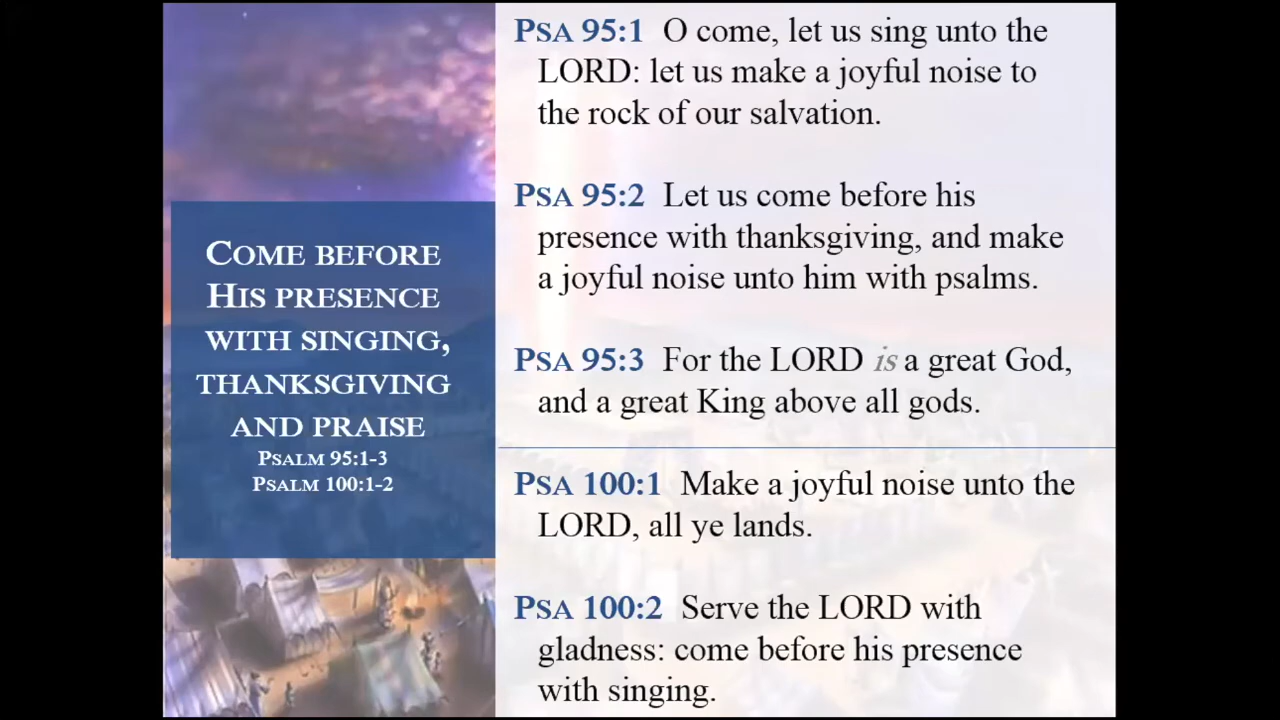 COME BEFORE
HIS PRESENCE
WITH SINGING,
THANKSGIVING
AND PRAISE
PSALM 95:1-3
PSALM 100:1-2
PSA 95:1 O come, let us sing unto the
LORD: let us make a joyful noise to
the rock of our salvation.
PSA 95:2 Let us come before his
presence with thanksgiving, and make
a joyful noise unto him with psalms.
PSA 95:3 For the LORD is a great God,
and a great King above all gods.
PSA 100:1 Make a joyful noise unto the
LORD, all ye lands.
PSA 100:2 Serve the LORD with
gladness: come before his presence
with singing.